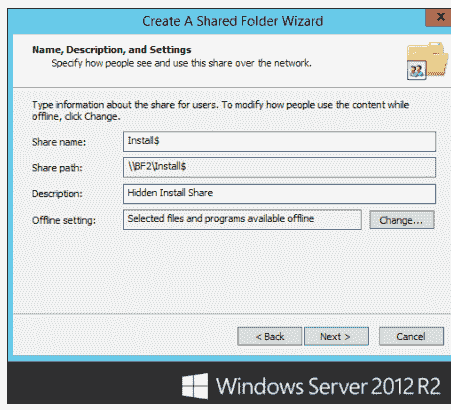 Create A Shared Folder Wizard
x
Name, Description, and Settings
Specify how people see and use this share over the network.
Type information about the share for users. To modify how people use the content while
offline, click Change.
Share name: Install$
Share path: \\BF2\Install$
Description: Hidden Install Share
Offline setting: Selected files and programs available offline Change...
< Back Next > Cancel
Windows Server 2012 R2